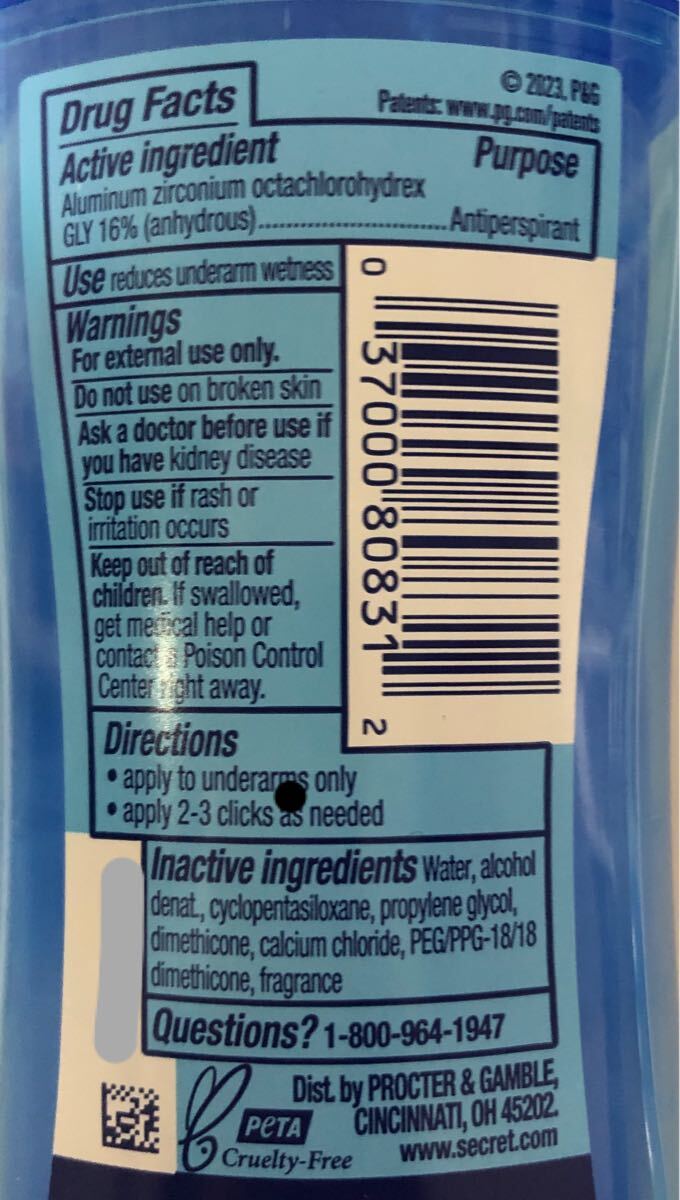 © 2023, P&G
Patents: www.pg.com/patents
Drug Facts
Active ingredient Purpose
Aluminum zirconium octachlorohydrex
GLY 16% (anhydrous)............................Antiperspirant
Use reduces underarm wetness
Warnings
For external use only.
Do not use on broken skin
Ask a doctor before use if
you have kidney disease
Stop use if rash or
irritation occurs
Keep out of reach of
children. If swallowed,
get medical help or
contact a Poison Control
Center right away.
0 37000 80831 2
Directions
• apply to underarms only
• apply 2-3 clicks as needed
Inactive ingredients Water, alcohol
denat., cyclopentasiloxane, propylene glycol,
dimethicone, calcium chloride, PEG/PPG-18/18
dimethicone, fragrance
Questions? 1-800-964-1947
PeTA
Cruelty-Free
Dist. by PROCTER & GAMBLE,
CINCINNATI, OH 45202.
www.secret.com